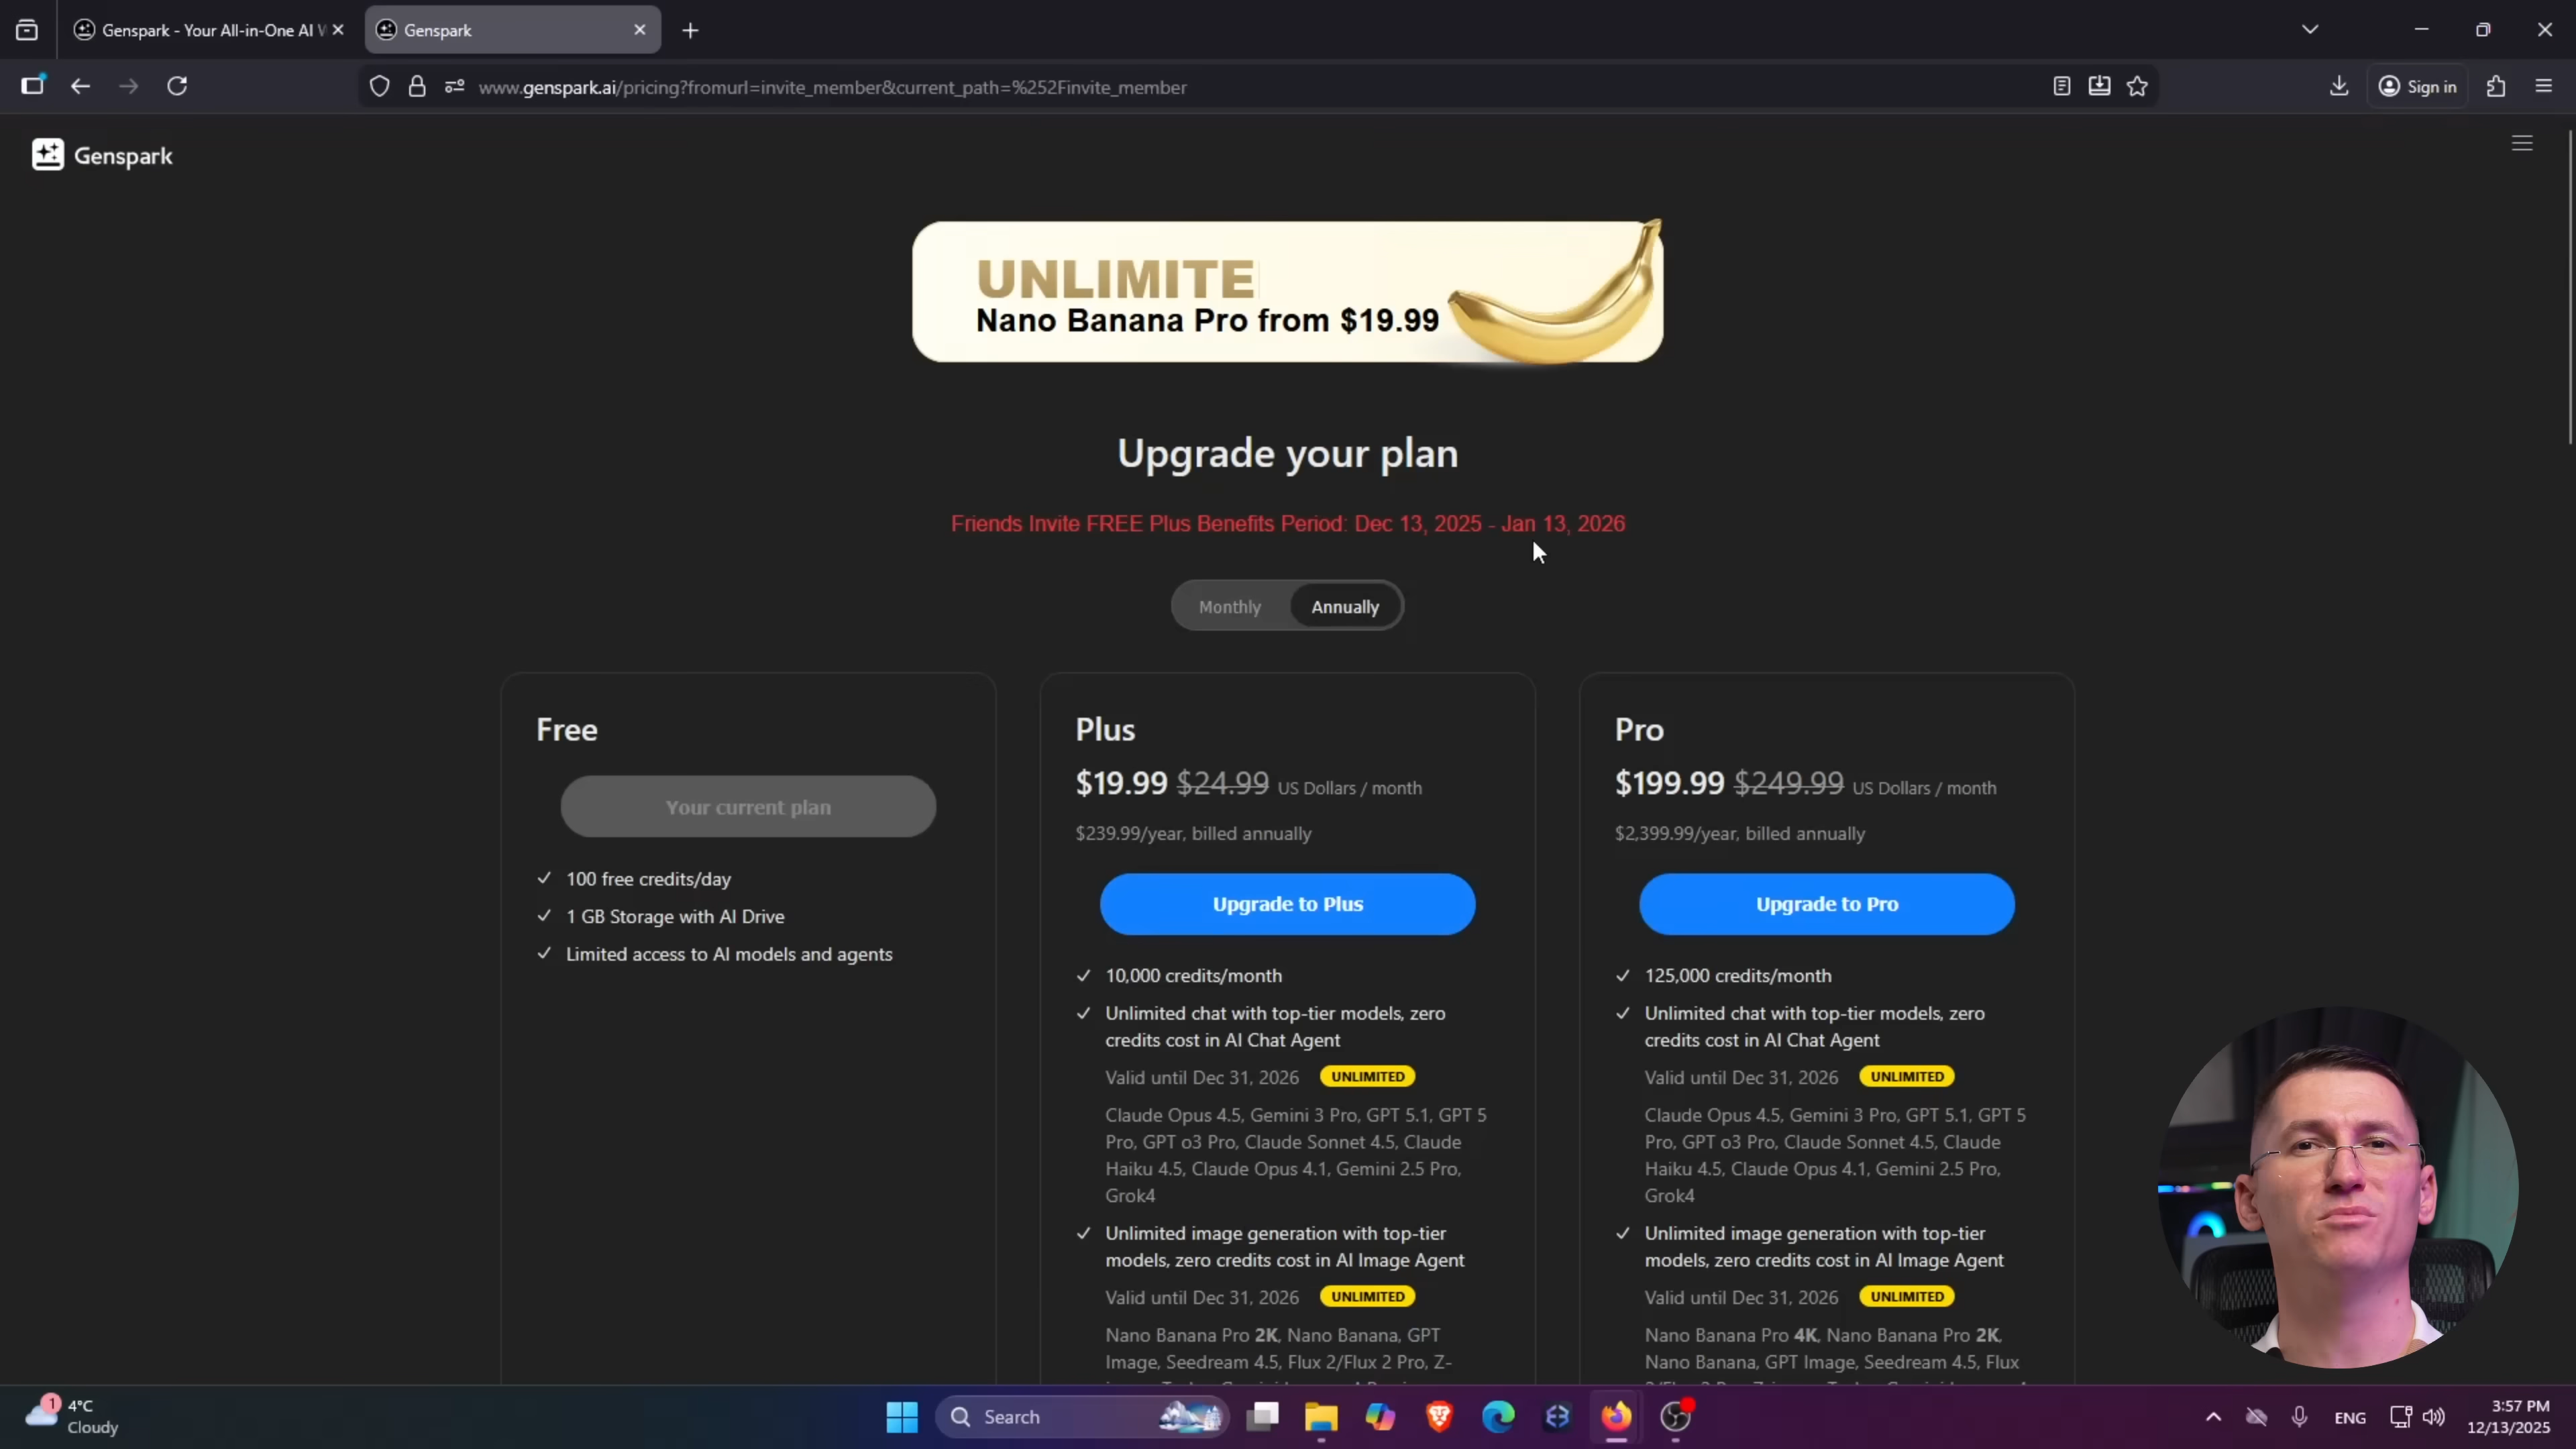 Genspark - Your All-in-One AI W
Genspark
www.genspark.ai/pricing?fromurl=invite_member&current_path=%252Finvite_member
Sign in
Genspark
UNLIMITE
Nano Banana Pro from $19.99
Upgrade your plan
Friends Invite FREE Plus Benefits Period: Dec 13, 2025 - Jan 13, 2026
Monthly
Annually
Free
Your current plan
100 free credits/day
1 GB Storage with AI Drive
Limited access to AI models and agents
Plus
$19.99 $24.99 US Dollars / month
$239.99/year, billed annually
Upgrade to Plus
10,000 credits/month
Unlimited chat with top-tier models, zero
credits cost in AI Chat Agent
Valid until Dec 31, 2026 UNLIMITED
Claude Opus 4.5, Gemini 3 Pro, GPT 5.1, GPT 5
Pro, GPT o3 Pro, Claude Sonnet 4.5, Claude
Haiku 4.5, Claude Opus 4.1, Gemini 2.5 Pro,
Grok4
Unlimited image generation with top-tier
models, zero credits cost in AI Image Agent
Valid until Dec 31, 2026 UNLIMITED
Nano Banana Pro 2K, Nano Banana, GPT
Image, Seedream 4.5, Flux 2/Flux 2 Pro, Z-
Pro
$199.99 $249.99 US Dollars / month
$2,399.99/year, billed annually
Upgrade to Pro
125,000 credits/month
Unlimited chat with top-tier models, zero
credits cost in AI Chat Agent
Valid until Dec 31, 2026 UNLIMITED
Claude Opus 4.5, Gemini 3 Pro, GPT 5.1, GPT 5
Pro, GPT o3 Pro, Claude Sonnet 4.5, Claude
Haiku 4.5, Claude Opus 4.1, Gemini 2.5 Pro,
Grok4
Unlimited image generation with top-tier
models, zero credits cost in AI Image Agent
Valid until Dec 31, 2026 UNLIMITED
Nano Banana Pro 4K, Nano Banana Pro 2K,
Nano Banana, GPT Image, Seedream 4.5, Flux
1
4°C
Cloudy
Search
ENG
3:57 PM
12/13/2025